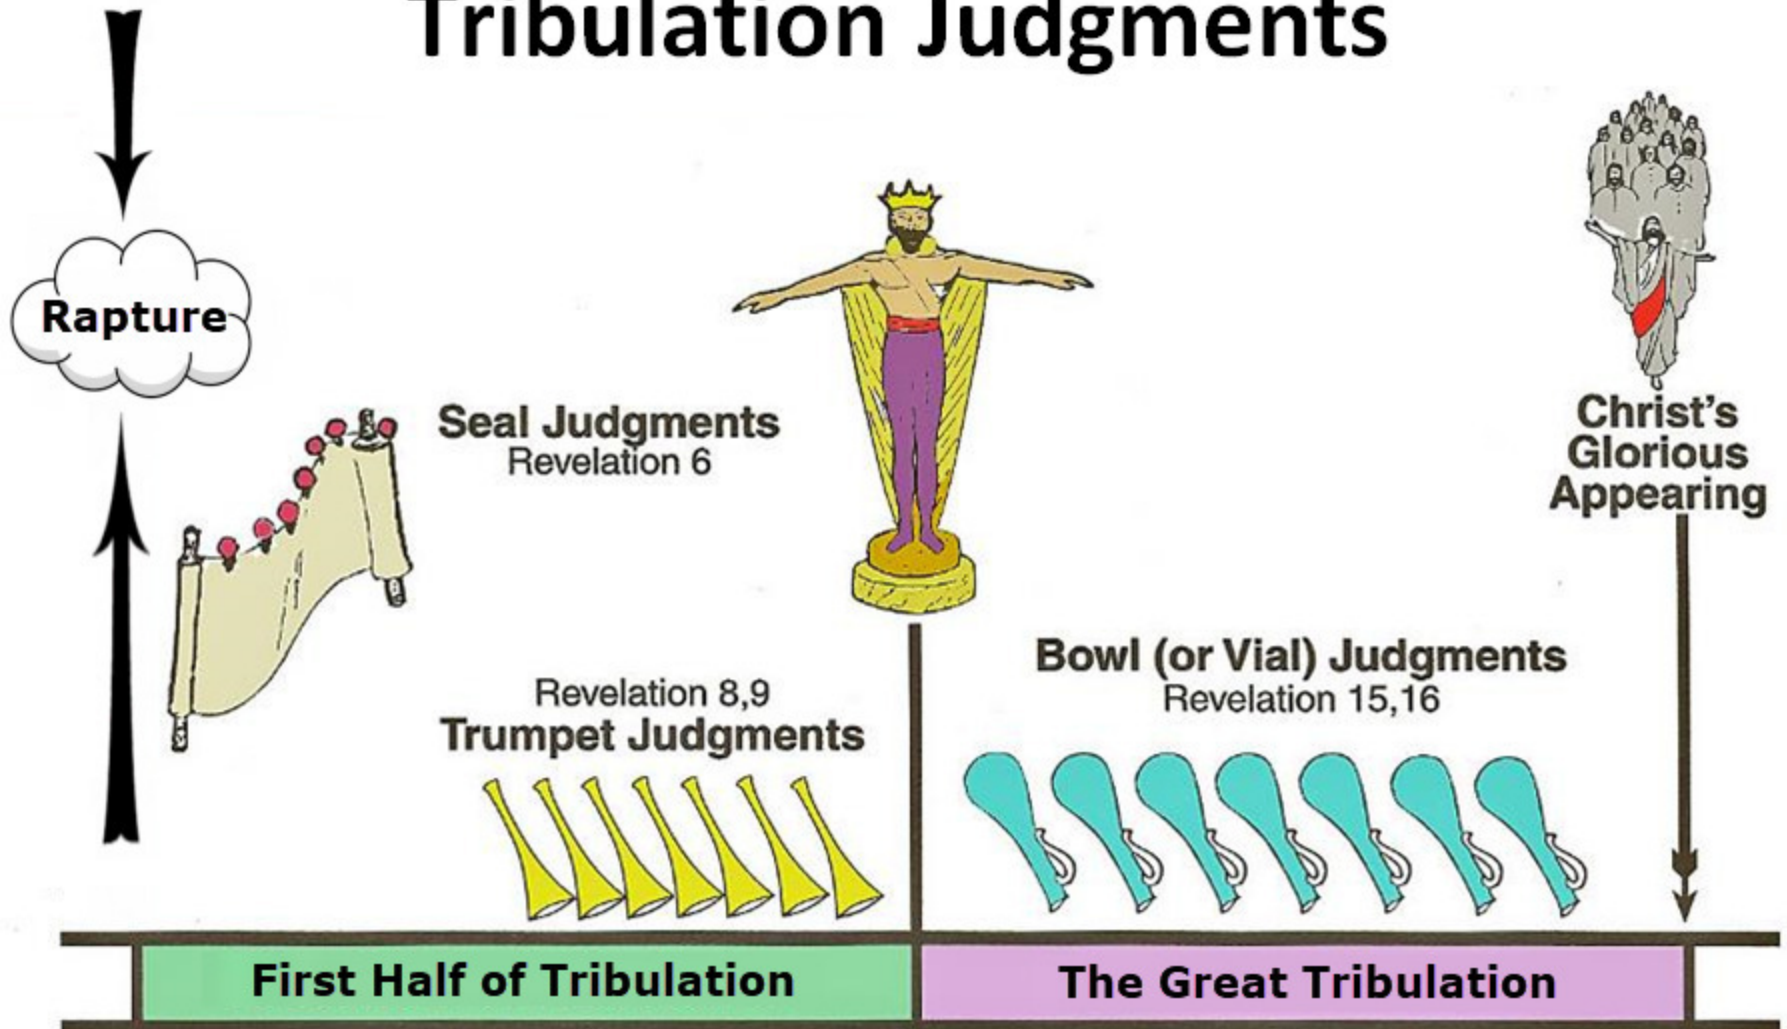 Tribulation Judgments
Rapture
Seal Judgments
Revelation 6
Christ's
Glorious
Appearing
Revelation 8,9
Trumpet Judgments
Bowl (or Vial) Judgments
Revelation 15,16
First Half of Tribulation
The Great Tribulation